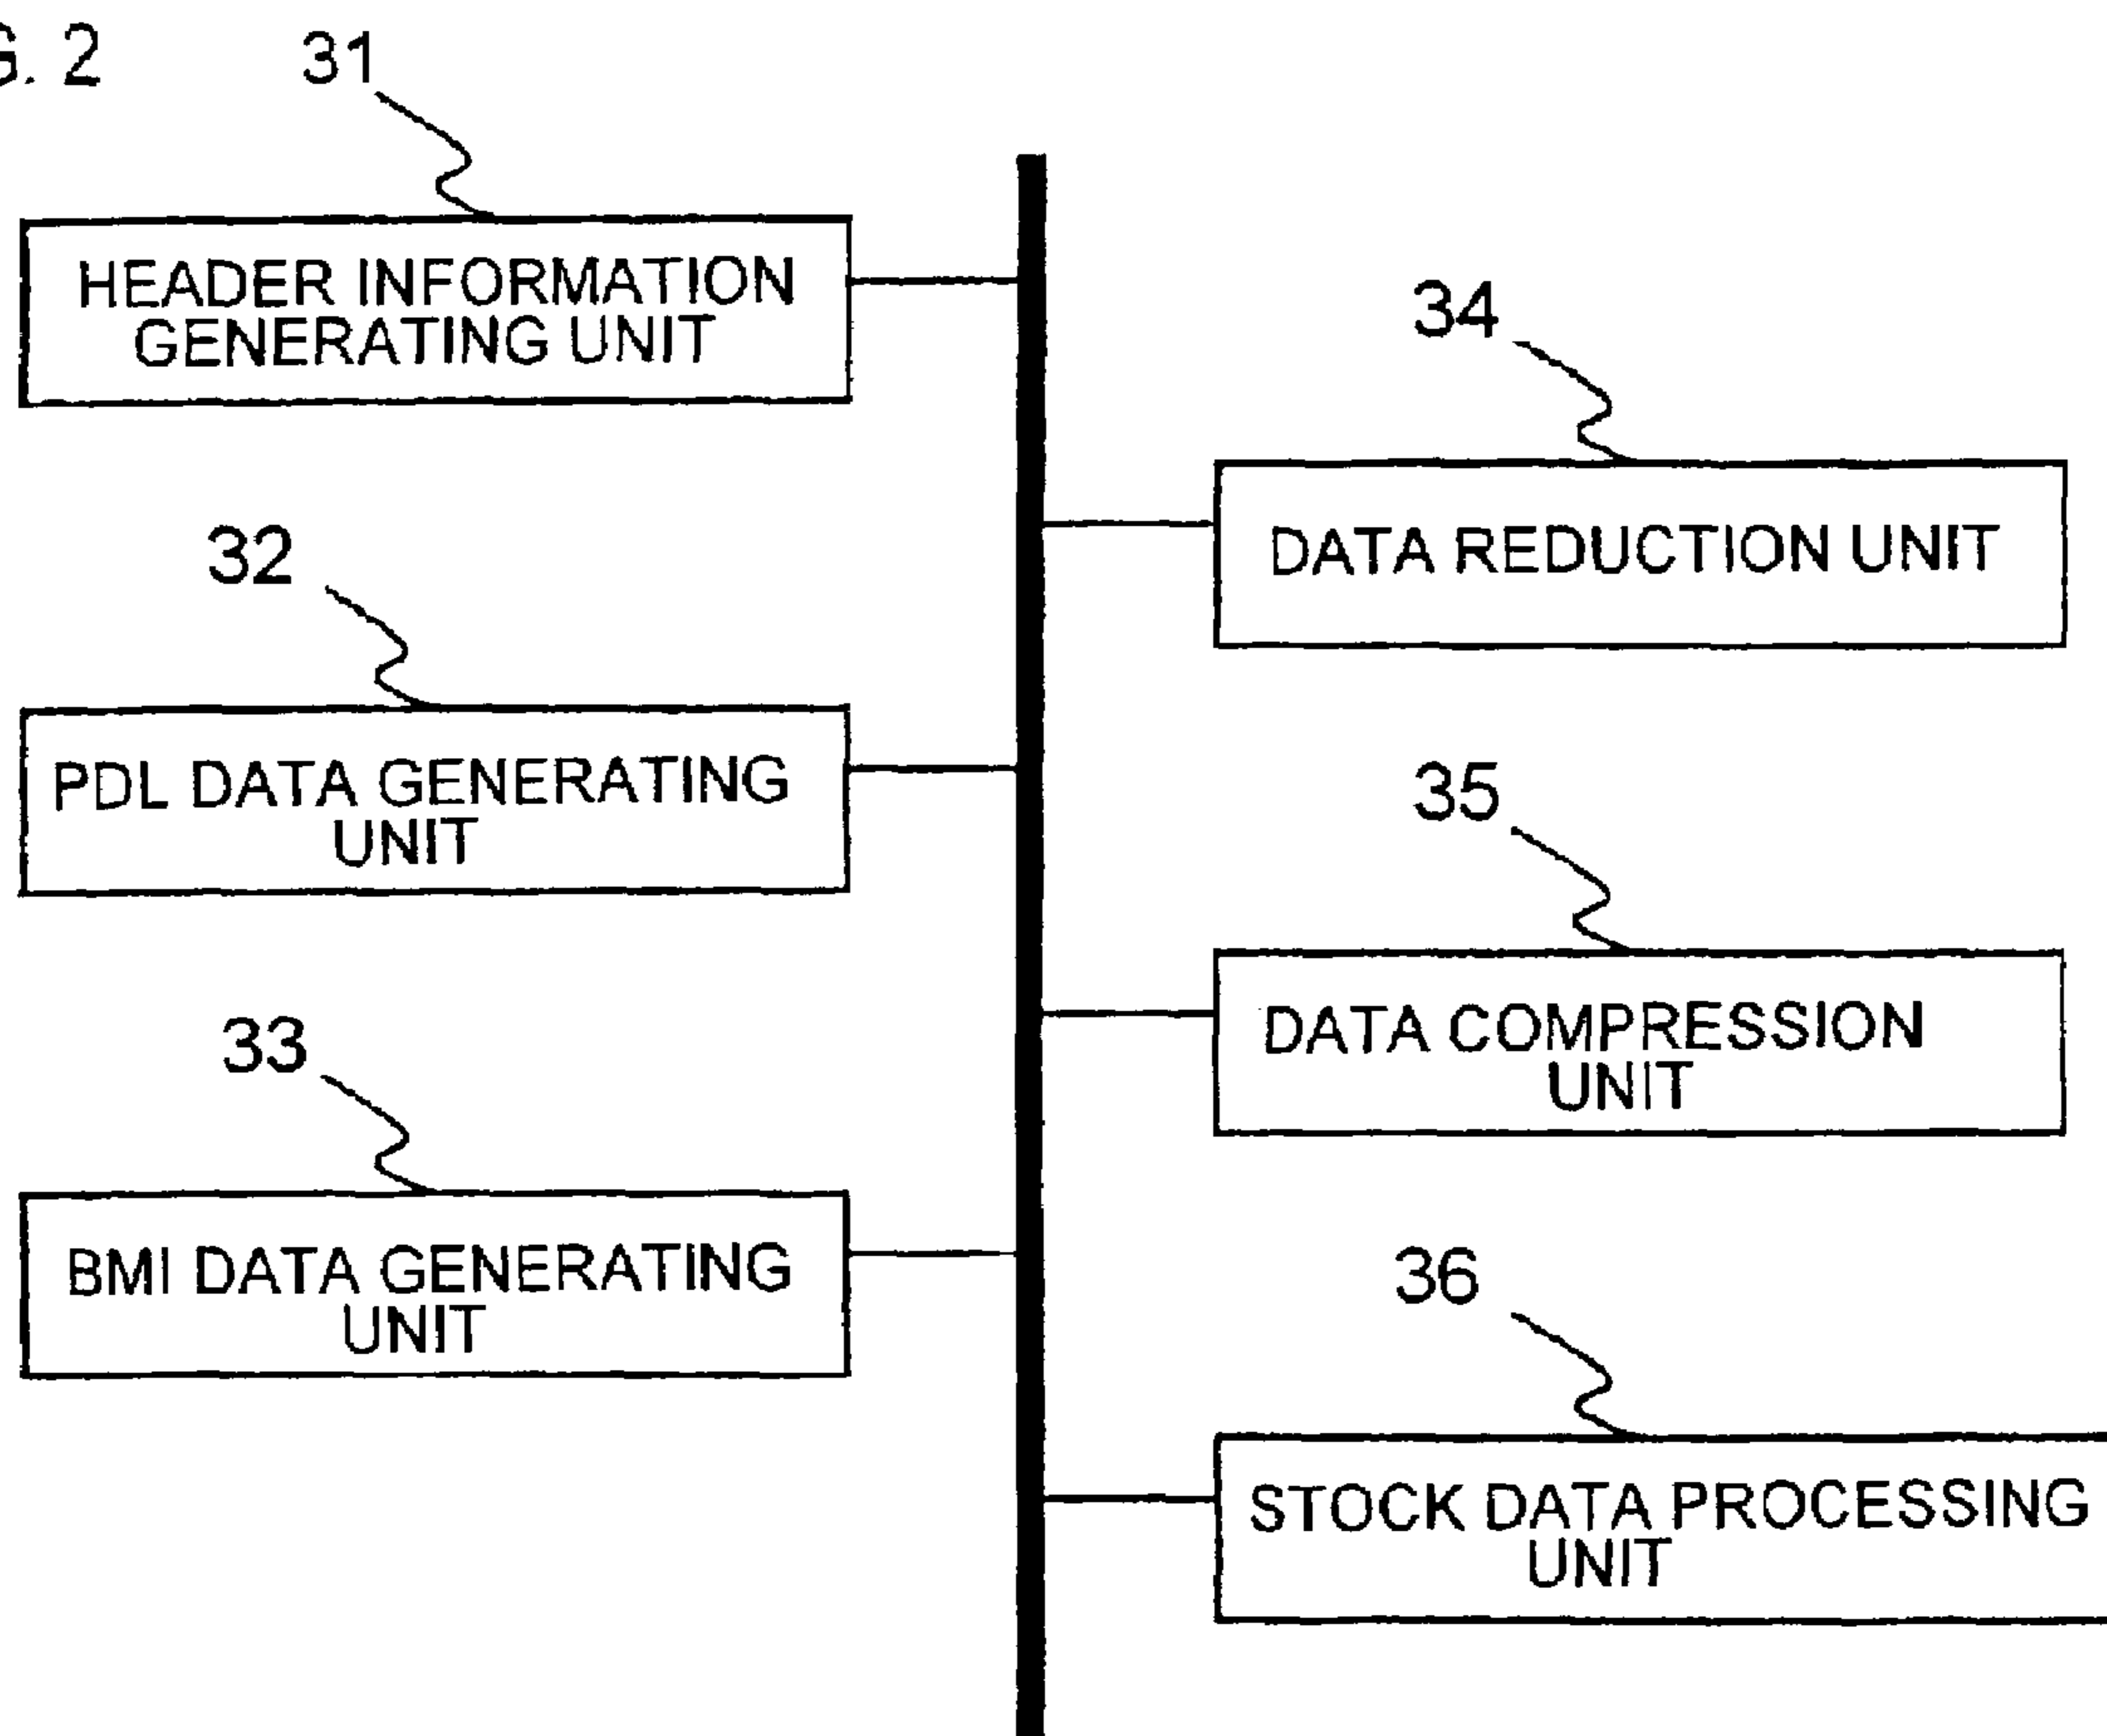 G. 2
31
HEADER INFORMATION
GENERATING UNIT
32
PDL DATA GENERATING
UNIT
33
BMI DATA GENERATING
UNIT
34
DATA REDUCTION UNIT
35
DATA COMPRESSION
UNIT
36
STOCK DATA PROCESSING
UNIT